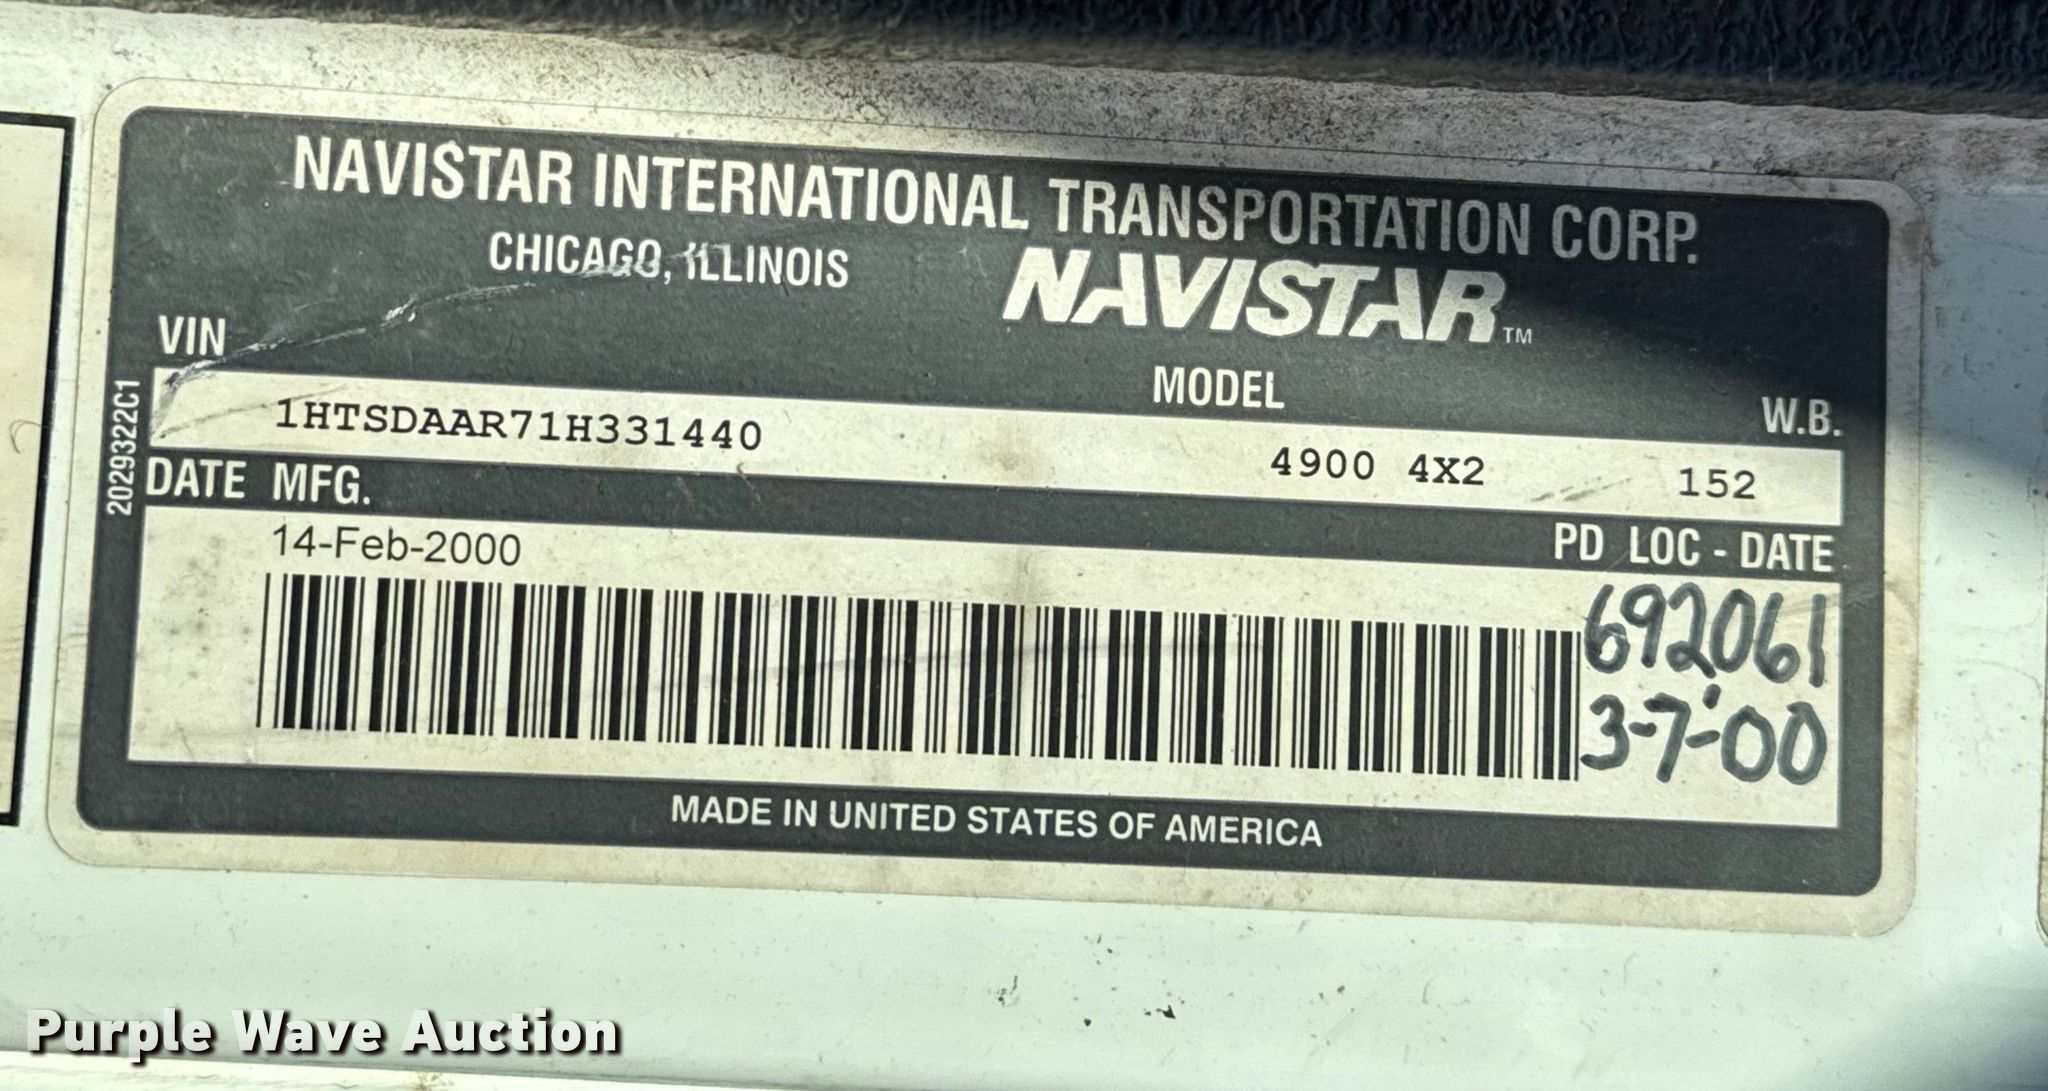 NAVISTAR INTERNATIONAL TRANSPORTATION CORP.
CHICAGO, ILLINOIS
NAVISTAR™
VIN MODEL W.B.
1HTSDAAR71H331440 4900 4X2 152
2029322C1
DATE MFG. PD LOC - DATE
14-Feb-2000
692061
3-7-'00
MADE IN UNITED STATES OF AMERICA
Purple Wave Auction